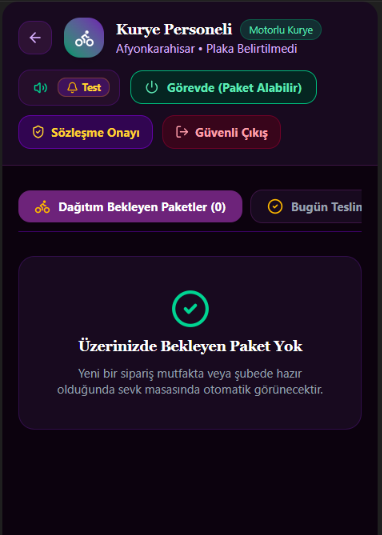 Kurye Personeli
Motorlu Kurye
Afyonkarahisar • Plaka Belirtilmedi
Test
Görevde (Paket Alabilir)
Sözleşme Onayı
Güvenli Çıkış
Dağıtım Bekleyen Paketler (0)
Bugün Teslim
Üzerinizde Bekleyen Paket Yok
Yeni bir sipariş mutfakta veya şubede hazır
olduğunda sevk masasında otomatik görünecektir.